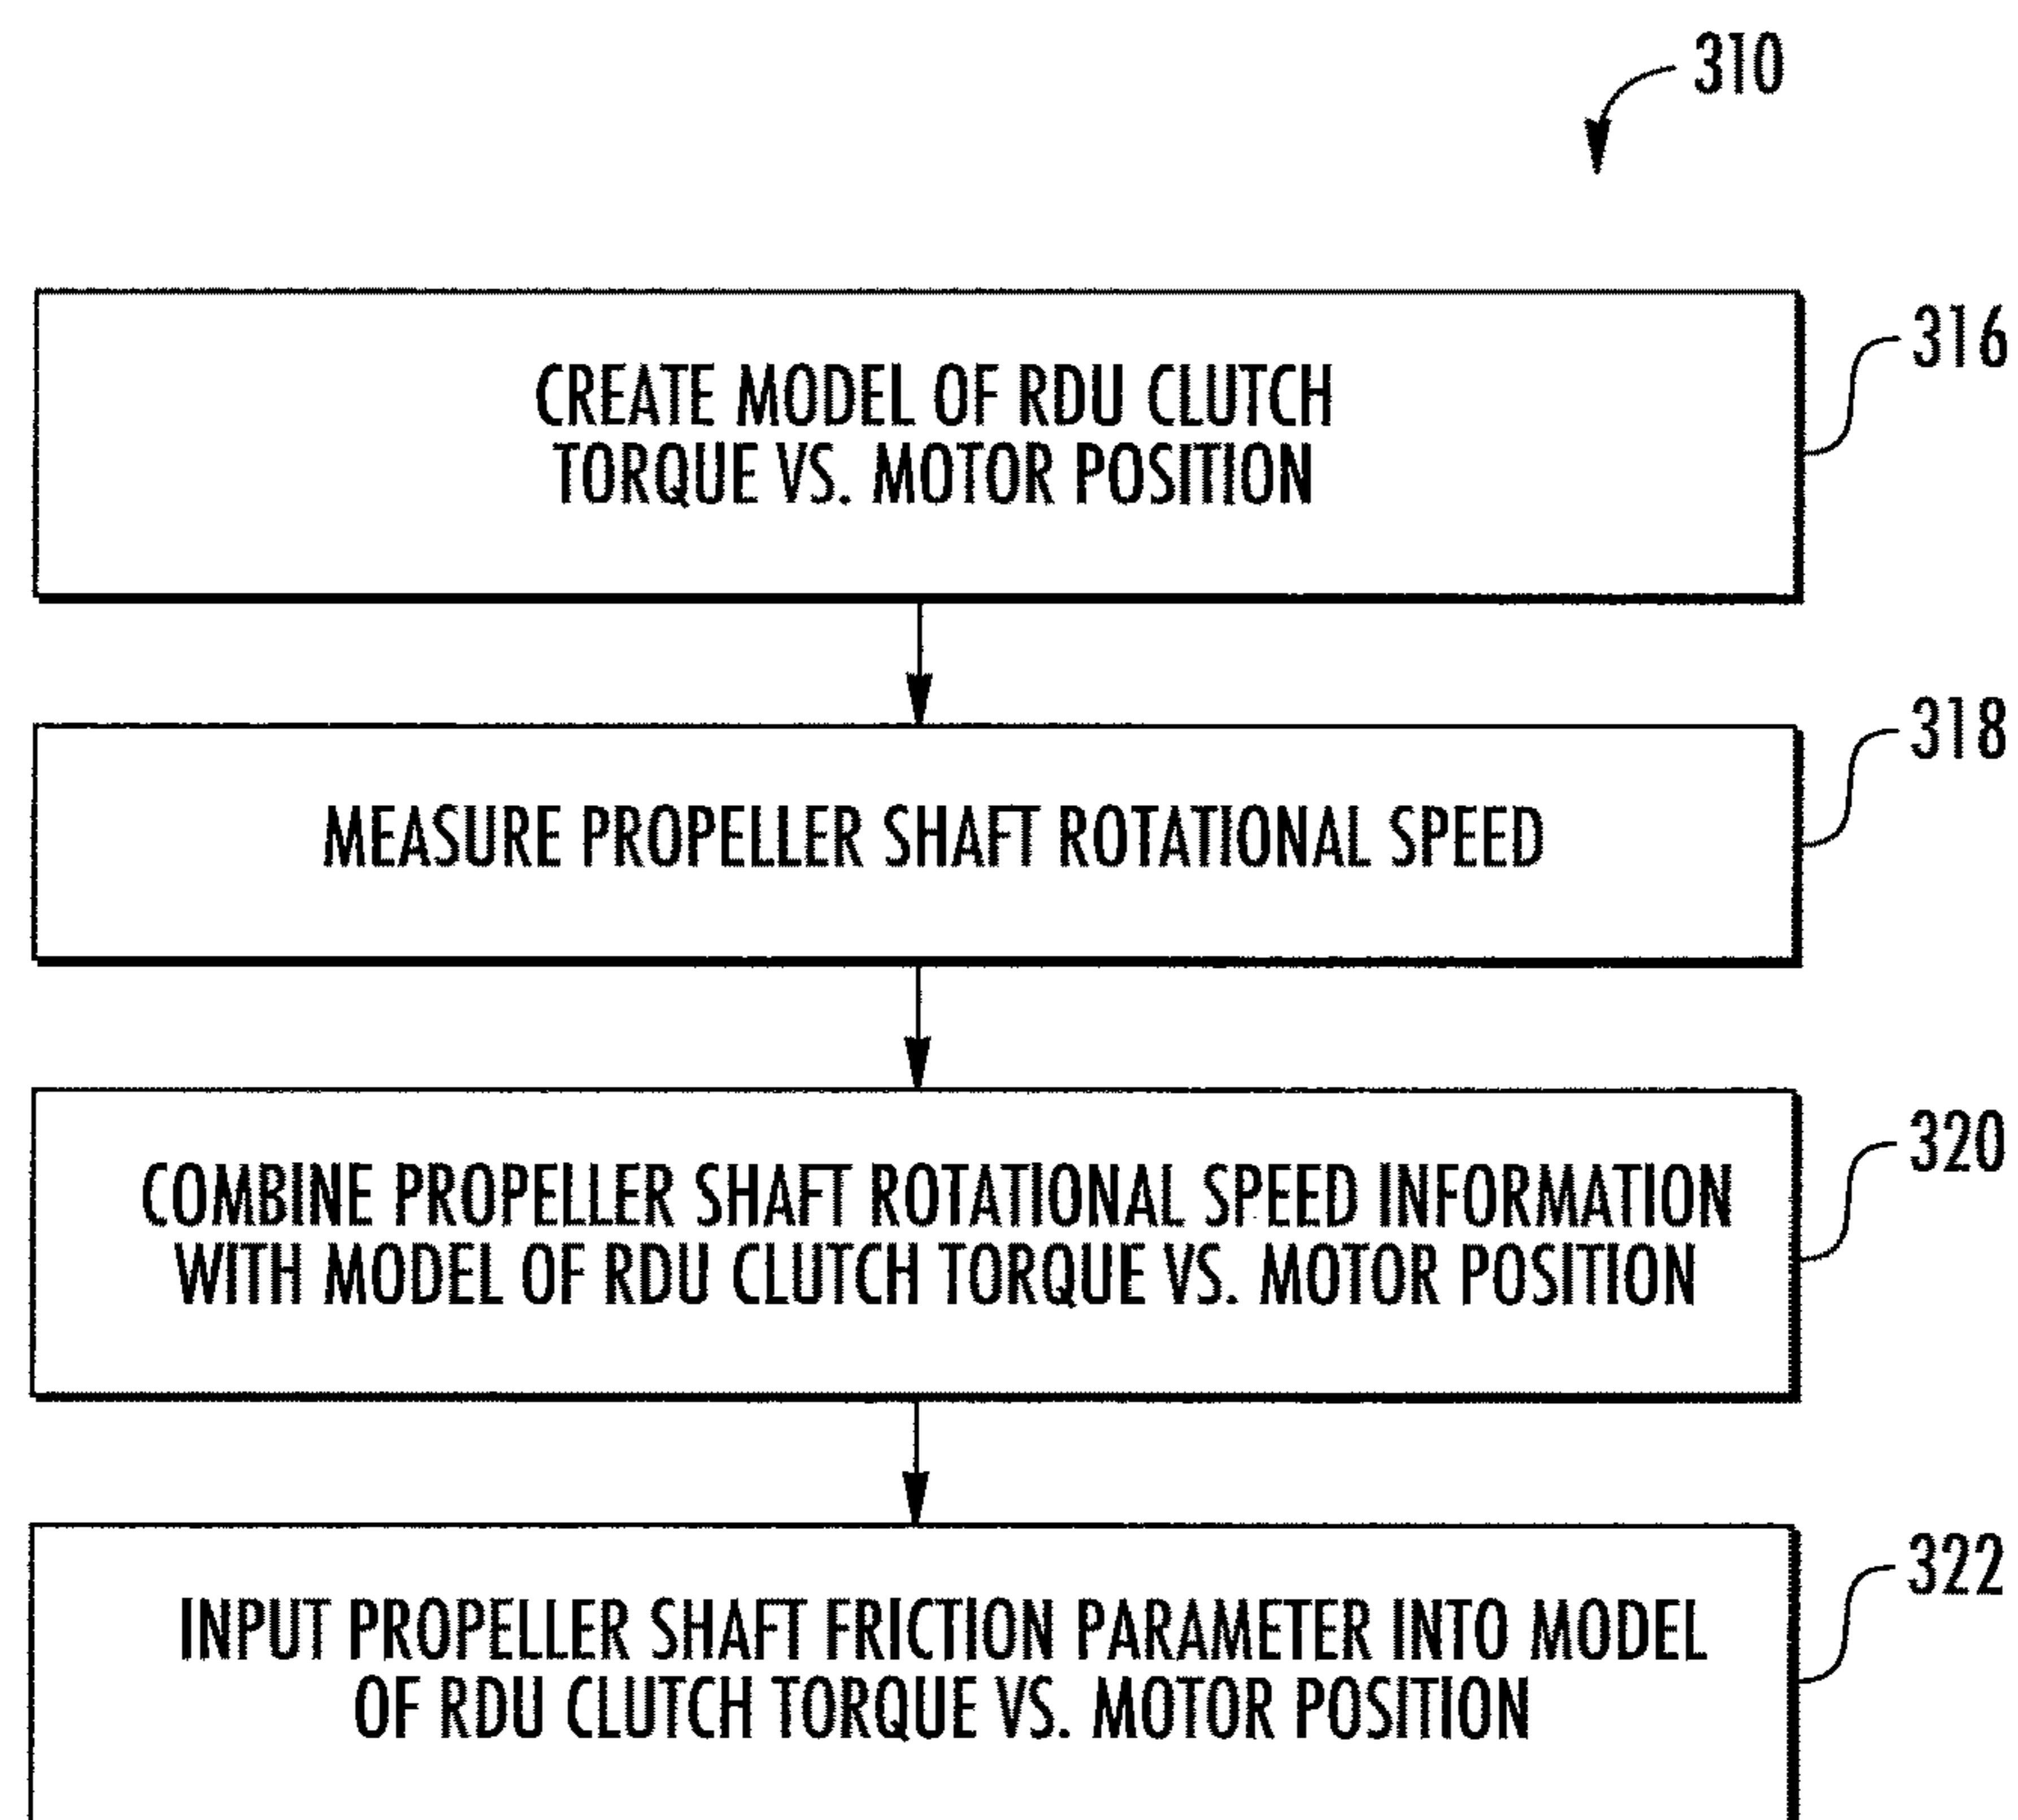 310
CREATE MODEL OF RDU CLUTCH
TORQUE VS. MOTOR POSITION
316
MEASURE PROPELLER SHAFT ROTATIONAL SPEED
318
COMBINE PROPELLER SHAFT ROTATIONAL SPEED INFORMATION
WITH MODEL OF RDU CLUTCH TORQUE VS. MOTOR POSITION
320
INPUT PROPELLER SHAFT FRICTION PARAMETER INTO MODEL
OF RDU CLUTCH TORQUE VS. MOTOR POSITION
322